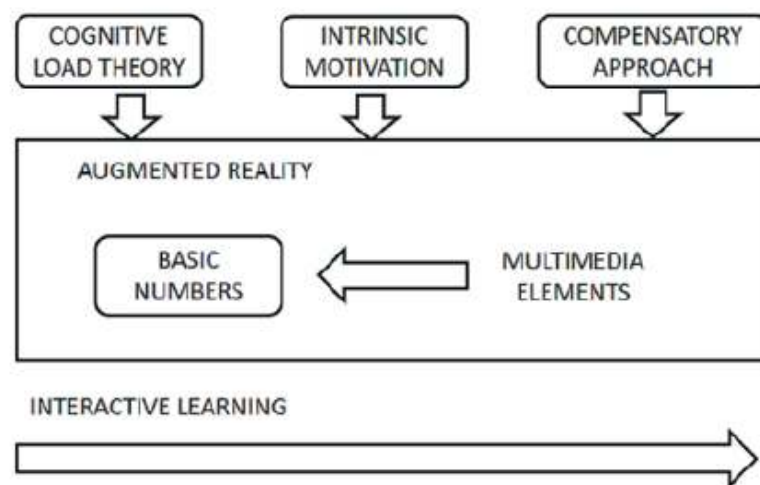 COGNITIVE
LOAD THEORY
INTRINSIC
MOTIVATION
COMPENSATORY
APPROACH
AUGMENTED REALITY
BASIC
NUMBERS
MULTIMEDIA
ELEMENTS
INTERACTIVE LEARNING